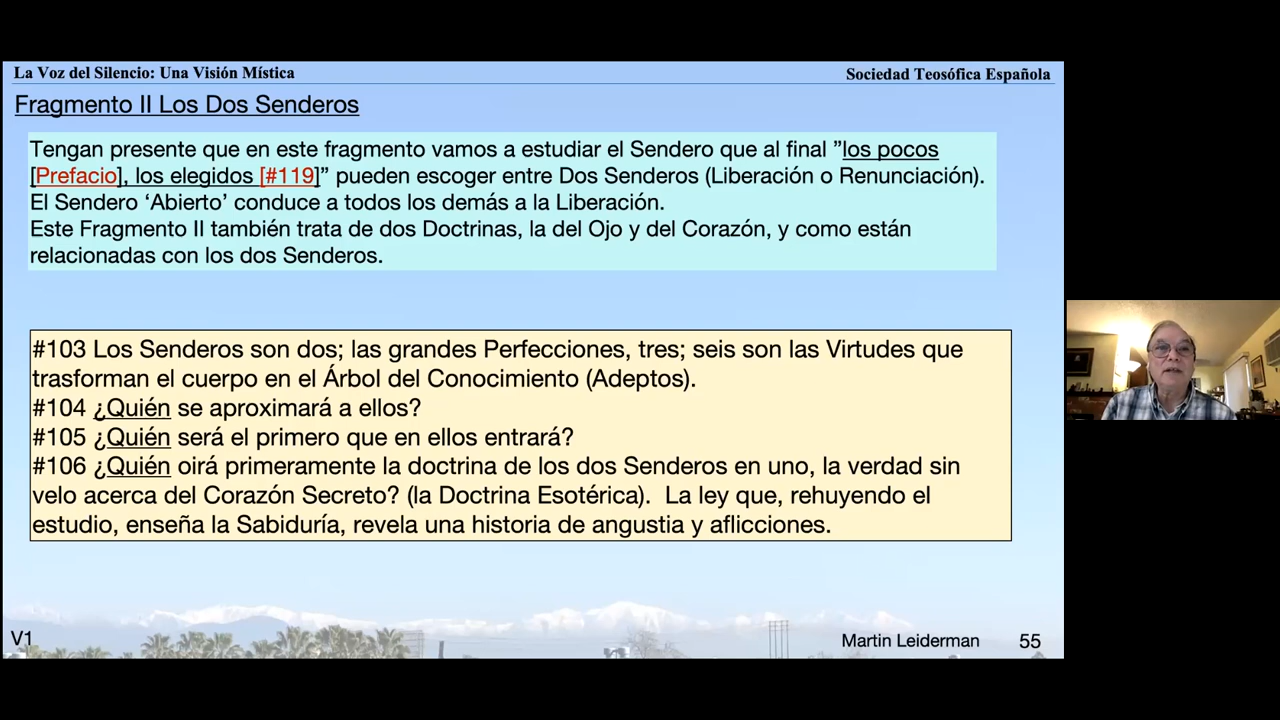 La Voz del Silencio: Una Visión Mística
Sociedad Teosófica Española
Fragmento II Los Dos Senderos
Tengan presente que en este fragmento vamos a estudiar el Sendero que al final ”los pocos
[Prefacio], los elegidos [#119]” pueden escoger entre Dos Senderos (Liberación o Renunciación).
El Sendero ‘Abierto’ conduce a todos los demás a la Liberación.
Este Fragmento II también trata de dos Doctrinas, la del Ojo y del Corazón, y como están
relacionadas con los dos Senderos.
#103 Los Senderos son dos; las grandes Perfecciones, tres; seis son las Virtudes que
trasforman el cuerpo en el Árbol del Conocimiento (Adeptos).
#104 ¿Quién se aproximará a ellos?
#105 ¿Quién será el primero que en ellos entrará?
#106 ¿Quién oirá primeramente la doctrina de los dos Senderos en uno, la verdad sin
velo acerca del Corazón Secreto? (la Doctrina Esotérica). La ley que, rehuyendo el
estudio, enseña la Sabiduría, revela una historia de angustia y aflicciones.
V1
Martin Leiderman
55